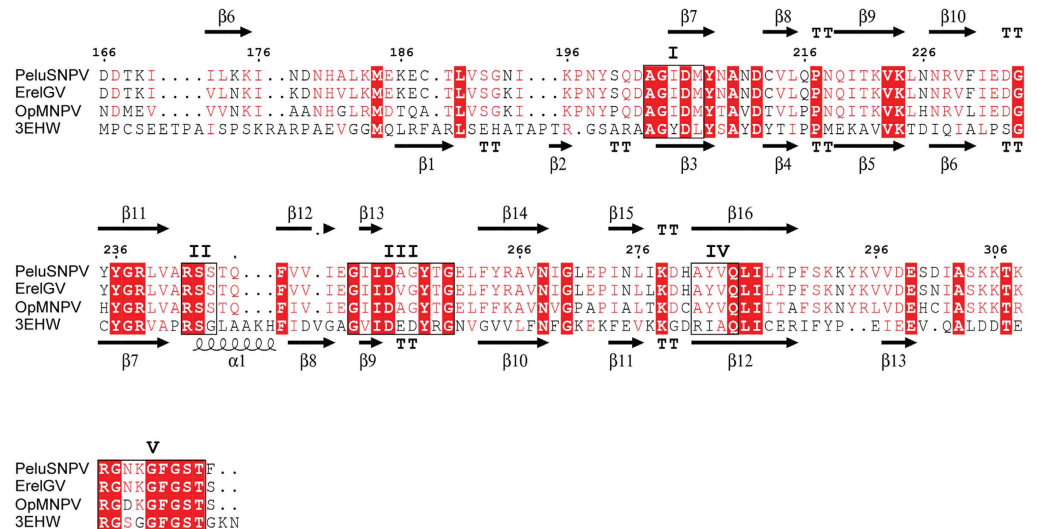 β6 β7 β8 β9 β10
TT TT
166 176 186 196 I 216 226
PeluSNPV DDTKI....ILKKI..NDNHALKMEKEC.TLVSGNI...KPNYSQDAGIDMYNANDCVLQPNQITKVKLNNRVFIEDG
ErelGV DDTKI....VLNKI..KDNHVLKMEKEC.TLVSGKI...KPNYSQDAGIDMYNAYDCVLQPNQITKVKLNNRVFIEDG
OpMNPV NDMEV....VVNKI..AANHGLRMDTQA.TLVSGKI...KPNYPQDAGIDMYNAVDTVLPPNQITKVKLHNRVLIEDG
3EHW MPCSEETPAISPSKRARPAEVGGMQLRFARLSEHATAPTR.GSARAAGYDLYSAYDYTIPPMEKAVVKTDIQIALPSG
TT TT TT TT
β1 β2 β3 β4 β5 β6
β11 β12 β13 β14 β15 β16
TT
236 II III 266 276 IV 296 306
PeluSNPV YYGRLVARSSTQ...FVV.IEGIIDAGYTGELFYRAVNIGLEPINLIKDHAYVQLILTPFSKKYKVVDESDIASKKTK
ErelGV YYGRLVARSSTQ...FVV.IEGIIDVGYTGELFYRAVNIGLEPINLLKDHAYVQLILTPFSKNYKVVDESNIASKKTK
OpMNPV HYGRLVARSSTQ...FIV.IEGIIDVGYTGELFFKAVNIGVAPIALTKDCAYVQLIITAFSKNYRLVDEHCIASKKTR
3EHW CYGRVAPRSGLAAKHFIDVGAGVIDEDYRGNVGVVLFNFGKEKFEVKKGDRIAQLICERIFYP..EIEEV.QALDDTE
TT TT
β7 α1 β8 β9 β10 β11 β12 β13
V
PeluSNPV RGNKGFGSTF..
ErelGV RGNKGFGSTS..
OpMNPV RGDKGFGSTS..
3EHW RGSGGFGSTGKN